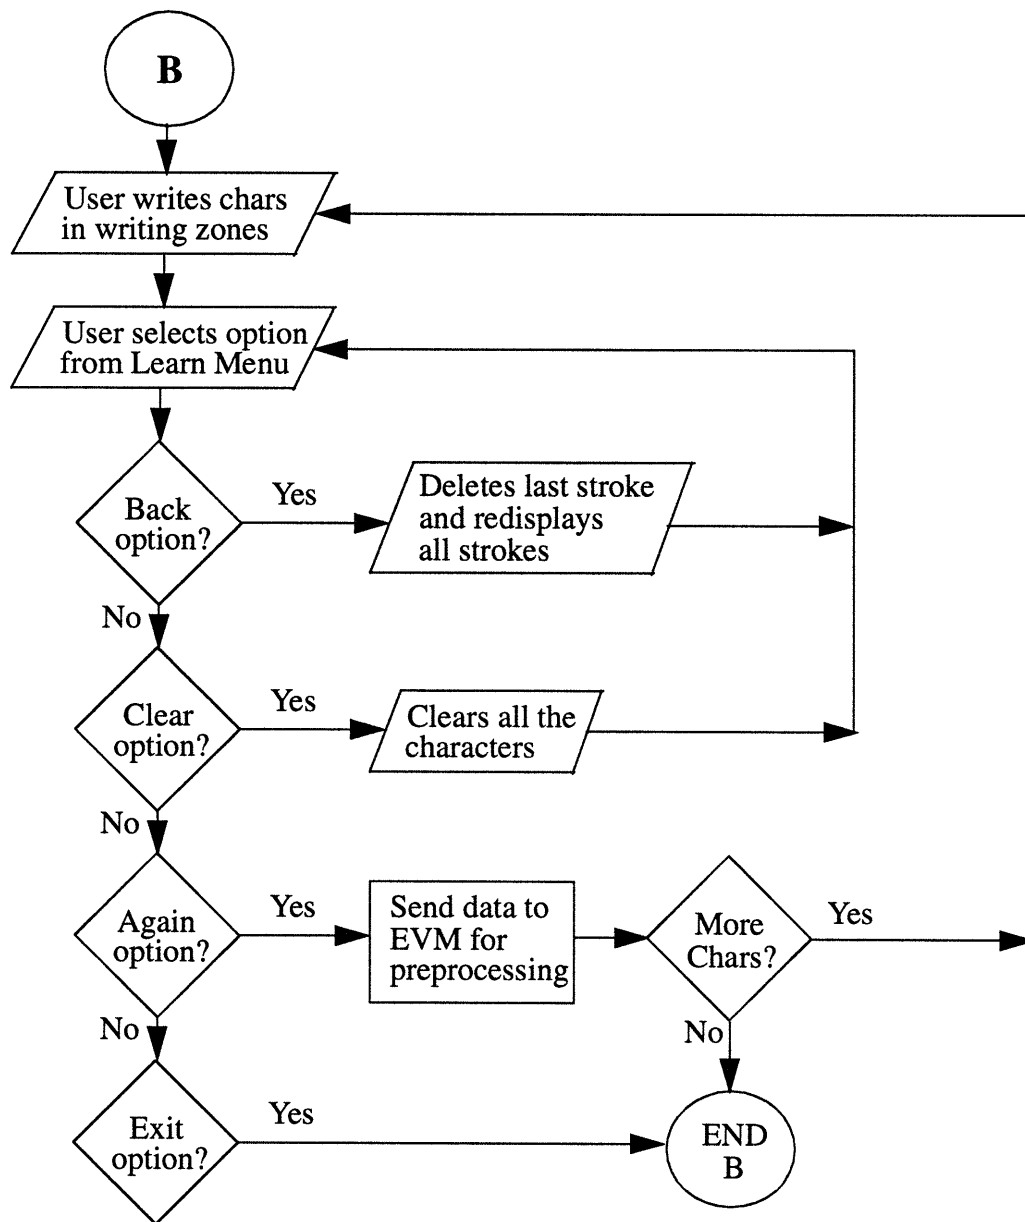 B
User writes chars
in writing zones
User selects option
from Learn Menu
Back
option?
Yes
Deletes last stroke
and redisplays
all strokes
No
Clear
option?
Yes
Clears all the
characters
No
Again
option?
Yes
Send data to
EVM for
preprocessing
More
Chars?
Yes
No
No
Exit
option?
Yes
END
B